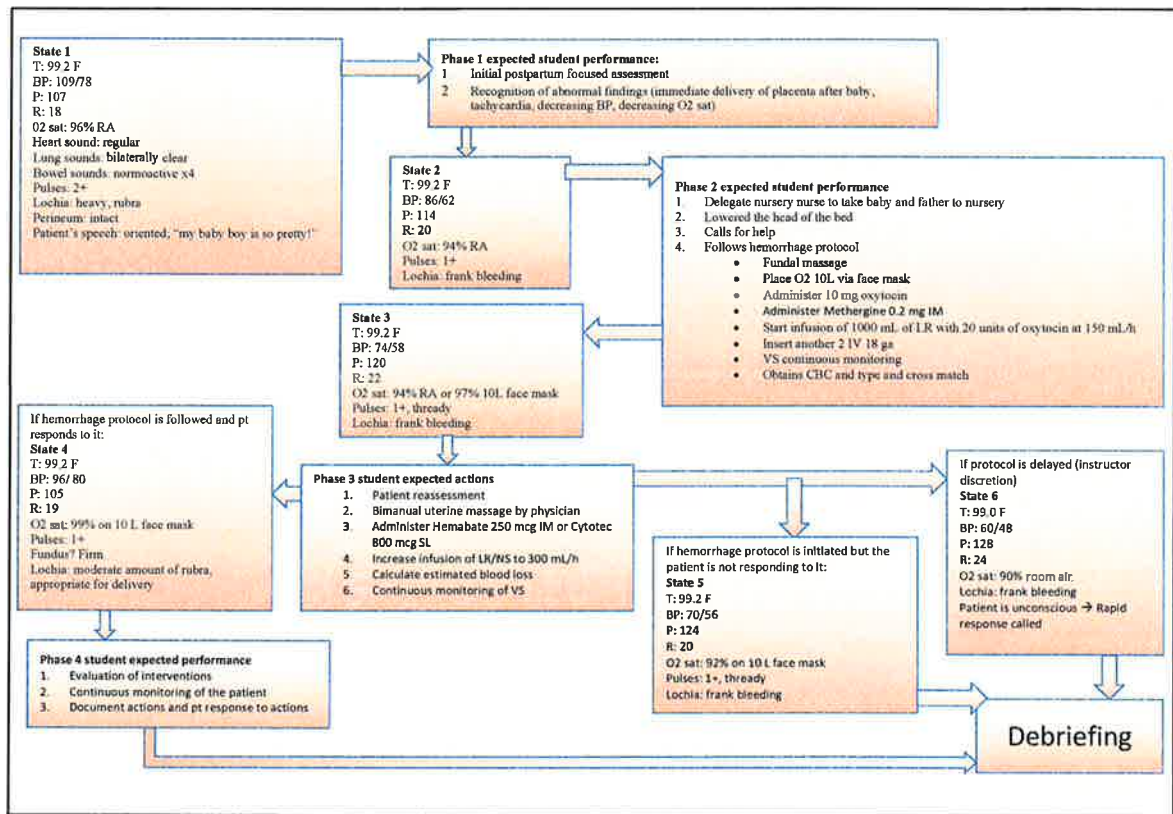 State 1
T: 99.2 F
BP: 109/78
P: 107
R: 18
02 sat: 96% RA
Heart sound: regular
Lung sounds: bilaterally clear
Bowel sounds: normoactive x4
Pulses: 2+
Lochia: heavy, rubra
Perineum: intact
Patient's speech: oriented; "my baby boy is so pretty!"
Phase 1 expected student performance:
1 Initial postpartum focused assessment
2 Recognition of abnormal findings (immediate delivery of placenta after baby,
tachycardia, decreasing BP, decreasing O2 sat)
State 2
T: 99.2 F
BP: 86/62
P: 114
R: 20
O2 sat: 94% RA
Pulses: 1+
Lochia: frank bleeding
Phase 2 expected student performance
1. Delegate nursery nurse to take baby and father to nursery
2. Lowered the head of the bed
3. Calls for help
4. Follows hemorrhage protocol
• Fundal massage
• Place O2 10L via face mask
• Administer 10 mg oxytocin
• Administer Methergine 0.2 mg IM
• Start infusion of 1000 mL of LR with 20 units of oxytocin at 150 mL/h
• Insert another 2 IV 18 ga
• VS continuous monitoring
• Obtains CBC and type and cross match
State 3
T: 99.2 F
BP: 74/58
P: 120
R: 22
O2 sat: 94% RA or 97% 10L face mask
Pulses: 1+, thready
Lochia: frank bleeding
If hemorrhage protocol is followed and pt
responds to it:
State 4
T: 99.2 F
BP: 96/ 80
P: 105
R: 19
O2 sat: 99% on 10 L face mask
Pulses: 1+
Fundus? Firm
Lochia: moderate amount of rubra,
appropriate for delivery
Phase 3 student expected actions
1. Patient reassessment
2. Bimanual uterine massage by physician
3. Administer Hemabate 250 mcg IM or Cytotec
800 mcg SL
4. Increase infusion of LR/NS to 300 mL/h
5. Calculate estimated blood loss
6. Continuous monitoring of VS
If hemorrhage protocol is initiated but the
patient is not responding to it:
State 5
T: 99.2 F
BP: 70/56
P: 124
R: 20
O2 sat: 92% on 10 L face mask
Pulses: 1+, thready
Lochia: frank bleeding
If protocol is delayed (instructor
discretion)
State 6
T: 99.0 F
BP: 60/48
P: 128
R: 24
O2 sat: 90% room air.
Lochia: frank bleeding
Patient is unconscious → Rapid
response called
Phase 4 student expected performance
1. Evaluation of interventions
2. Continuous monitoring of the patient
3. Document actions and pt response to actions
Debriefing